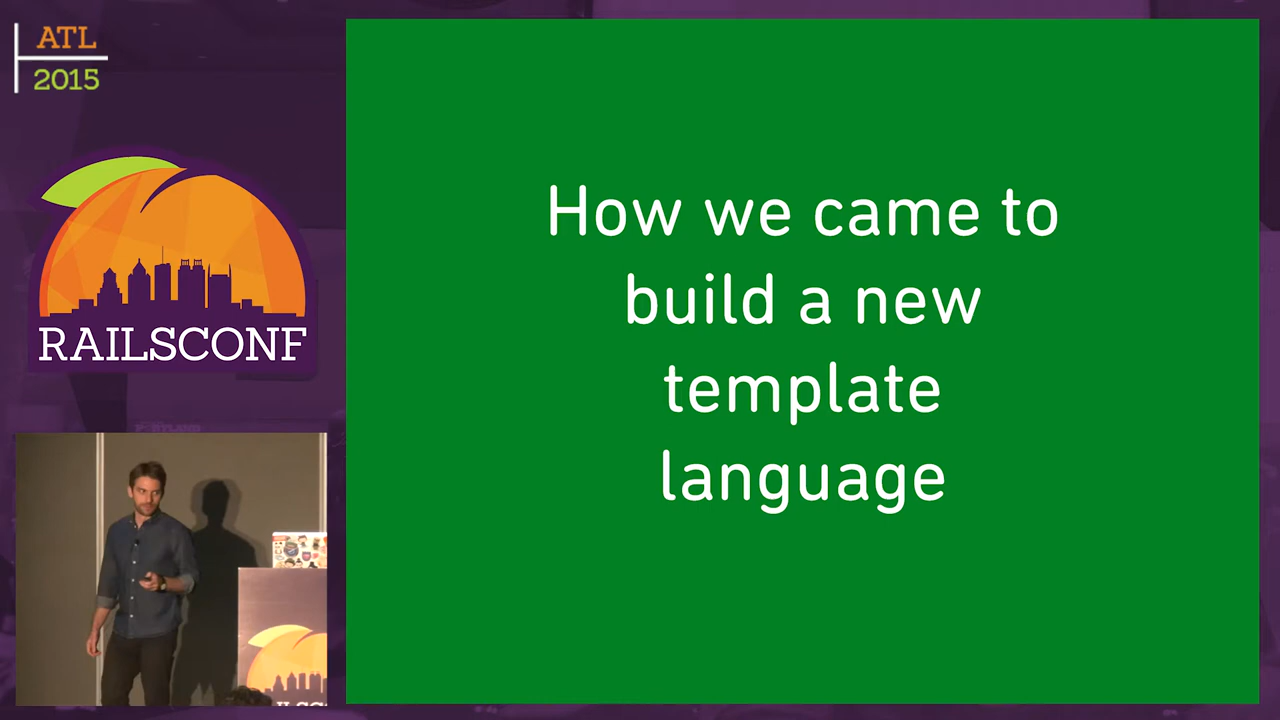 ATL
2015
RAILSCONF
How we came to
build a new
template
language